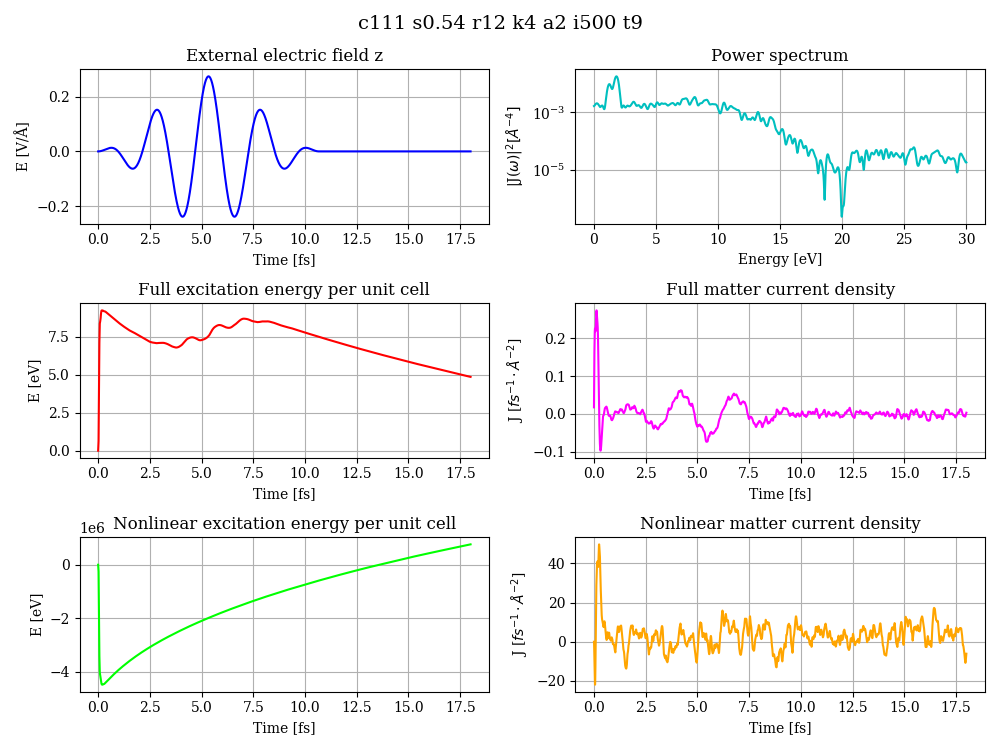 c111 s0.54 r12 k4 a2 i500 t9
External electric field z
E [V/Å]
0.2
0.0
−0.2
0.0 2.5 5.0 7.5 10.0 12.5 15.0 17.5
Time [fs]
Power spectrum
|J(ω)|²[Å⁻⁴]
10⁻³
10⁻⁵
0 5 10 15 20 25 30
Energy [eV]
Full excitation energy per unit cell
E [eV]
7.5
5.0
2.5
0.0
0.0 2.5 5.0 7.5 10.0 12.5 15.0 17.5
Time [fs]
Full matter current density
J [fs⁻¹·Å⁻²]
0.2
0.1
0.0
−0.1
0.0 2.5 5.0 7.5 10.0 12.5 15.0 17.5
Time [fs]
Nonlinear excitation energy per unit cell
1e6
E [eV]
0
−2
−4
0.0 2.5 5.0 7.5 10.0 12.5 15.0 17.5
Time [fs]
Nonlinear matter current density
J [fs⁻¹·Å⁻²]
40
20
0
−20
0.0 2.5 5.0 7.5 10.0 12.5 15.0 17.5
Time [fs]